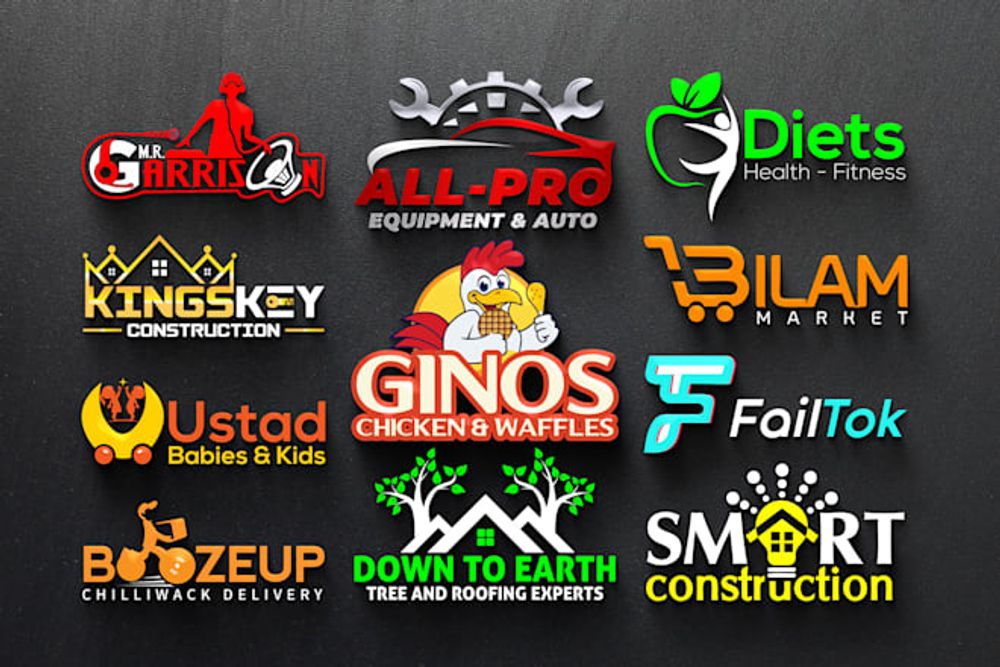 M.R.
GARRISON
ALL-PRO
EQUIPMENT & AUTO
Diets
Health - Fitness
KINGSKEY
CONSTRUCTION
GINOS
CHICKEN & WAFFLES
BILAM
MARKET
Ustad
Babies & Kids
FailTok
BOOZEUP
CHILLIWACK DELIVERY
DOWN TO EARTH
TREE AND ROOFING EXPERTS
SMART
construction